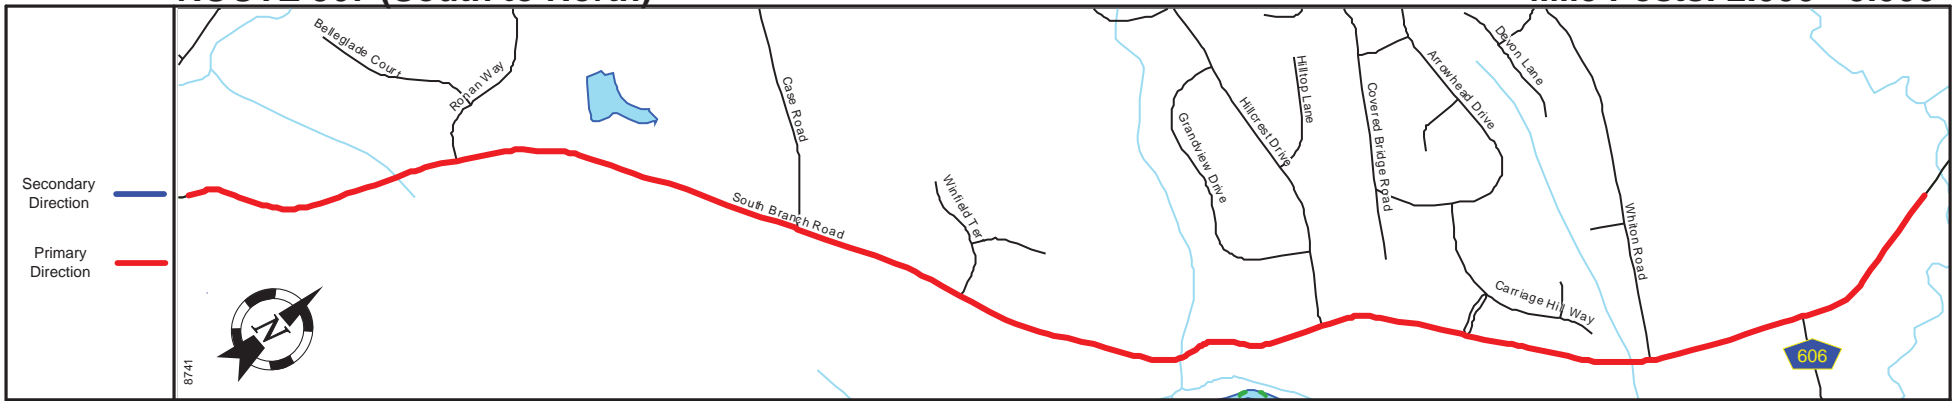 Secondary
Direction
Primary
Direction
Belleglade Court
Ronan Way
Case Road
South Branch Road
Winfield Ter
Grandview Drive
Hillcrest Drive
Hilltop Lane
Covered Bridge Road
Arrowhead Drive
Devon Lane
Whiton Road
Carriage Hill Way
606
N
8741